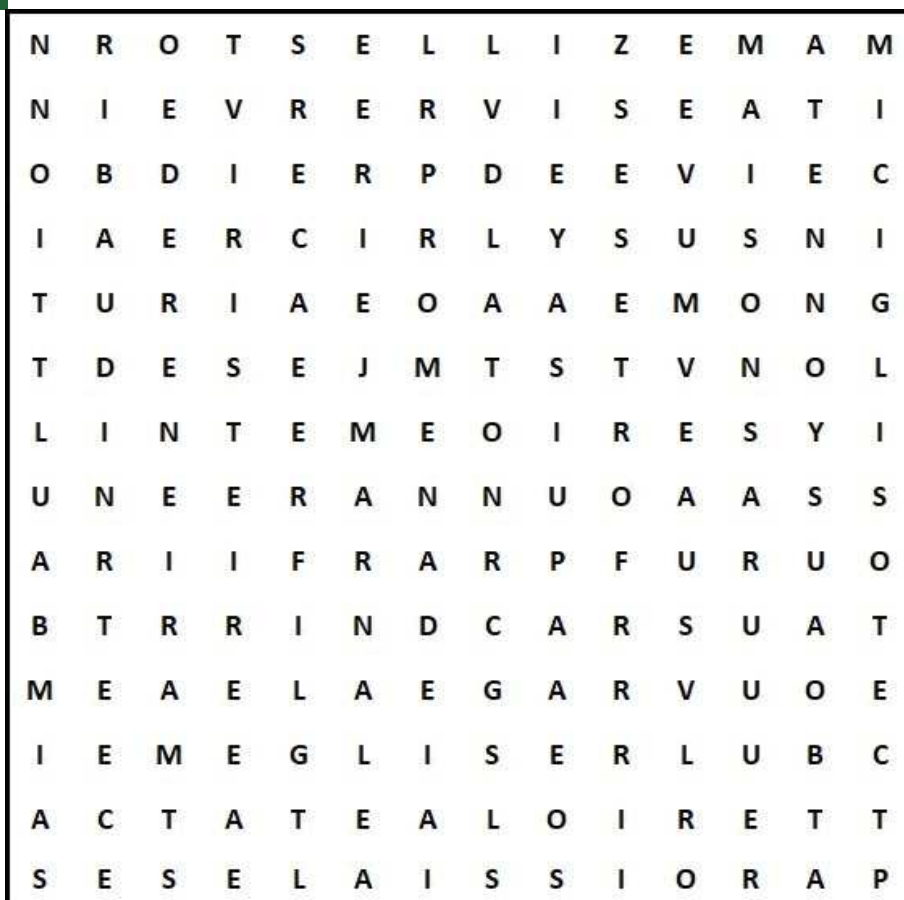 N R O T S E L L I Z E M A M
N I E V R E R V I S E A T I
O B D I E R P D E E V I E C
I A E R C I R L Y S U S N I
T U R I A E O A A E M O N G
T D E S E J M T S T V N O L
L I N T E M E O I R E S Y I
U N E E R A N N U O A A S S
A R I I F R A R P F U R U O
B T R R I N D C A R S U A T
M E A E L A E G A R V U O E
I E M E G L I S E R L U B C
A C T A T E A L O I R E T T
S E S E L A I S S I O R A P